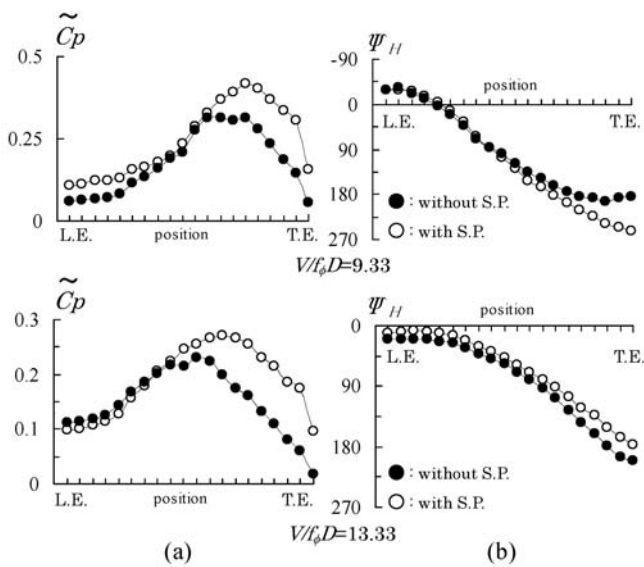 C̃p
0.5
0.25
0
L.E.
position
T.E.
Ψ_H
-90
0
90
180
270
position
L.E.
T.E.
● : without S.P.
○ : with S.P.
V/f_ϕD=9.33
C̃p
0.3
0.2
0.1
0
L.E.
position
T.E.
Ψ_H
0
90
180
270
position
L.E.
T.E.
● : without S.P.
○ : with S.P.
V/f_ϕD=13.33
(a)
(b)